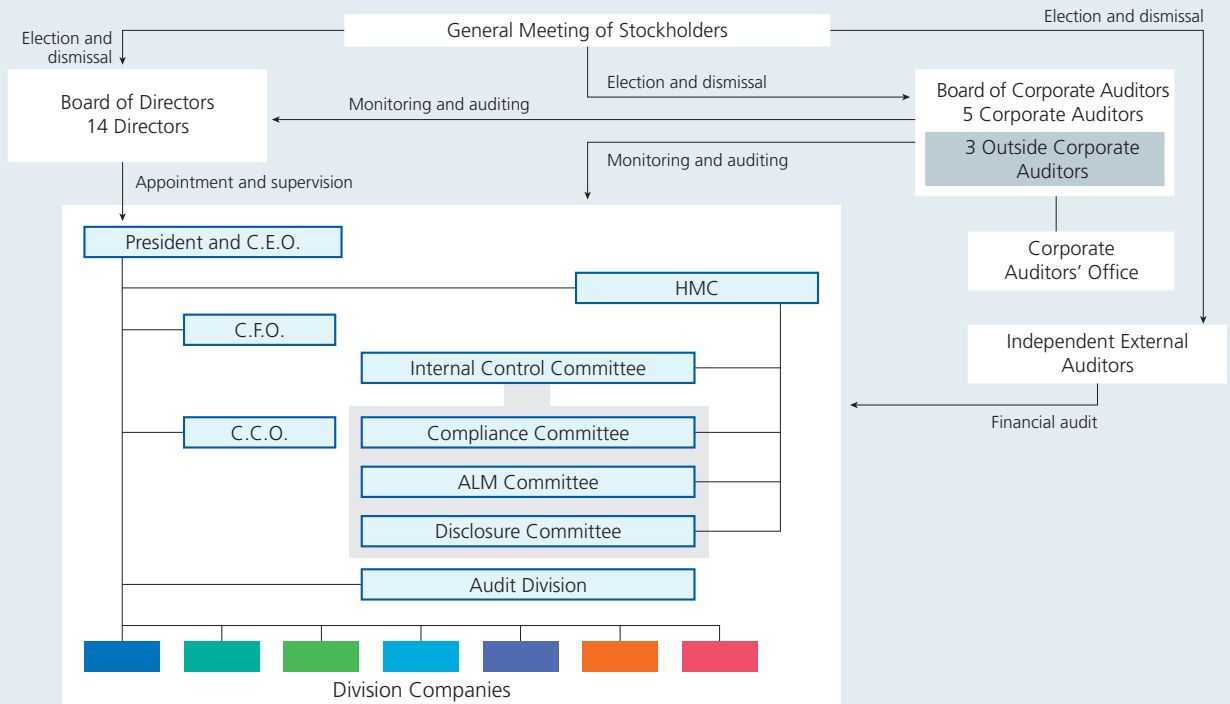 Election and dismissal
General Meeting of Stockholders
Election and
dismissal
Election and dismissal
Board of Directors
14 Directors
Monitoring and auditing
Board of Corporate Auditors
5 Corporate Auditors
3 Outside Corporate
Auditors
Monitoring and auditing
Appointment and supervision
President and C.E.O.
Corporate
Auditors’ Office
HMC
C.F.O.
Independent External
Auditors
Internal Control Committee
Financial audit
C.C.O.
Compliance Committee
ALM Committee
Disclosure Committee
Audit Division
Division Companies